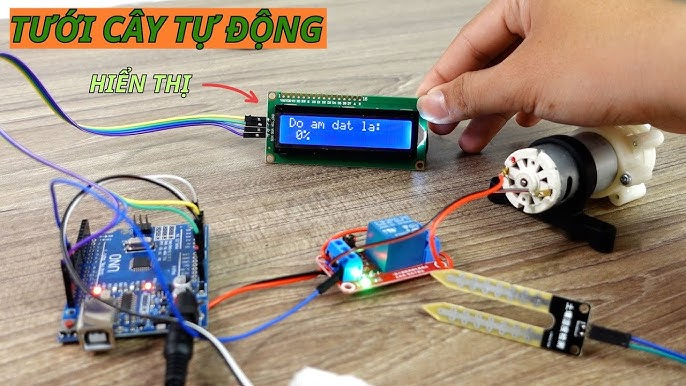 TƯỚI CÂY TỰ ĐỘNG
HIỂN THỊ
Do am dat la:
0%
UNO